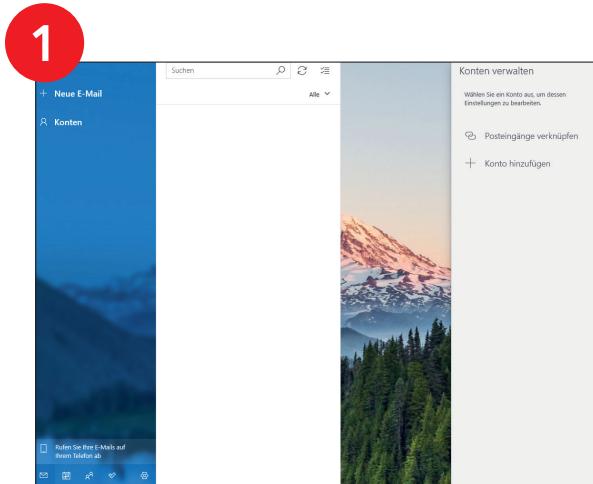 1
Neue E-Mail
Konten
Rufen Sie Ihre E-Mails auf
Ihrem Telefon ab
Suchen
Alle
Konten verwalten
Wählen Sie ein Konto aus, um dessen
Einstellungen zu bearbeiten.
Posteingänge verknüpfen
Konto hinzufügen